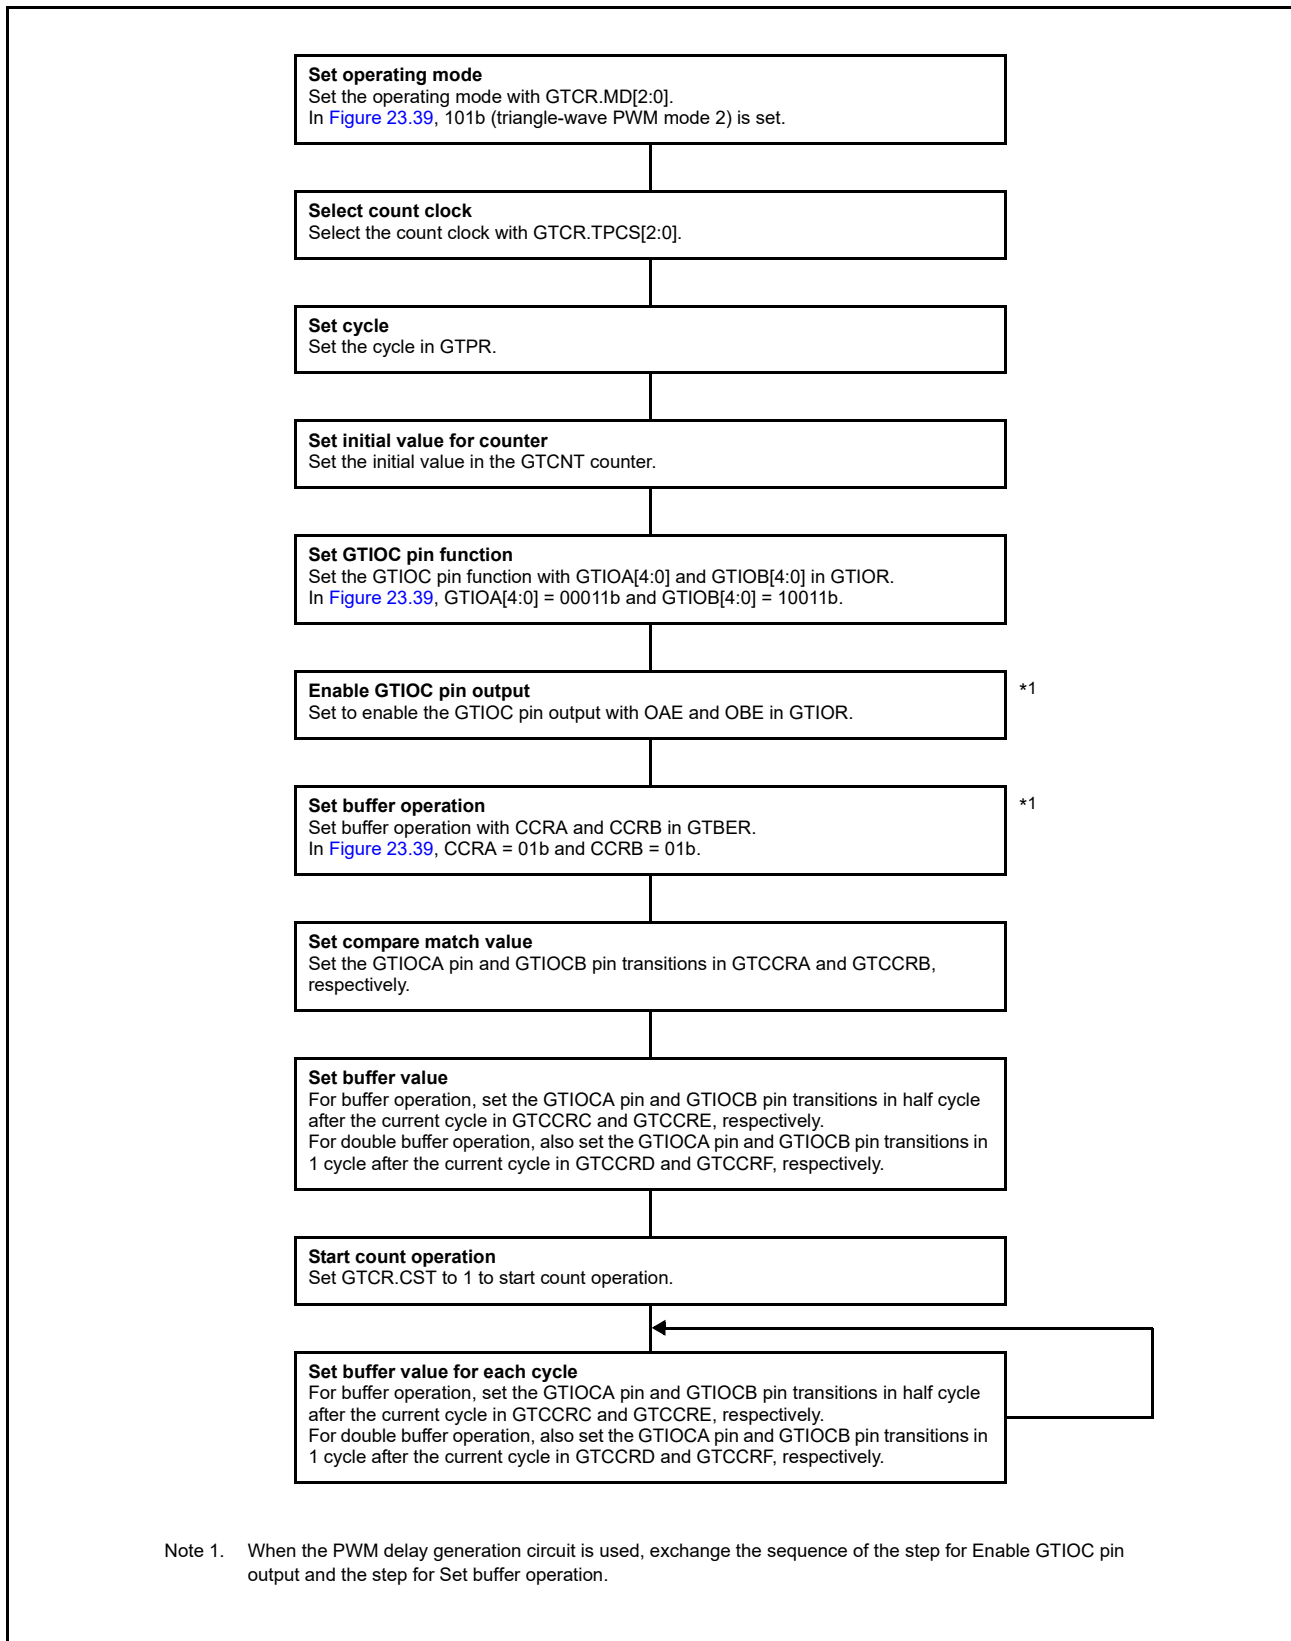 Set operating mode
Set the operating mode with GTCR.MD[2:0].
In Figure 23.39, 101b (triangle-wave PWM mode 2) is set.
Select count clock
Select the count clock with GTCR.TPCS[2:0].
Set cycle
Set the cycle in GTPR.
Set initial value for counter
Set the initial value in the GTCNT counter.
Set GTIOC pin function
Set the GTIOC pin function with GTIOA[4:0] and GTIOB[4:0] in GTIOR.
In Figure 23.39, GTIOA[4:0] = 00011b and GTIOB[4:0] = 10011b.
Enable GTIOC pin output
*1
Set to enable the GTIOC pin output with OAE and OBE in GTIOR.
Set buffer operation
*1
Set buffer operation with CCRA and CCRB in GTBER.
In Figure 23.39, CCRA = 01b and CCRB = 01b.
Set compare match value
Set the GTIOCA pin and GTIOCB pin transitions in GTCCRA and GTCCRB,
respectively.
Set buffer value
For buffer operation, set the GTIOCA pin and GTIOCB pin transitions in half cycle
after the current cycle in GTCCRC and GTCCRE, respectively.
For double buffer operation, also set the GTIOCA pin and GTIOCB pin transitions in
1 cycle after the current cycle in GTCCRD and GTCCRF, respectively.
Start count operation
Set GTCR.CST to 1 to start count operation.
Set buffer value for each cycle
For buffer operation, set the GTIOCA pin and GTIOCB pin transitions in half cycle
after the current cycle in GTCCRC and GTCCRE, respectively.
For double buffer operation, also set the GTIOCA pin and GTIOCB pin transitions in
1 cycle after the current cycle in GTCCRD and GTCCRF, respectively.
Note 1. When the PWM delay generation circuit is used, exchange the sequence of the step for Enable GTIOC pin
output and the step for Set buffer operation.